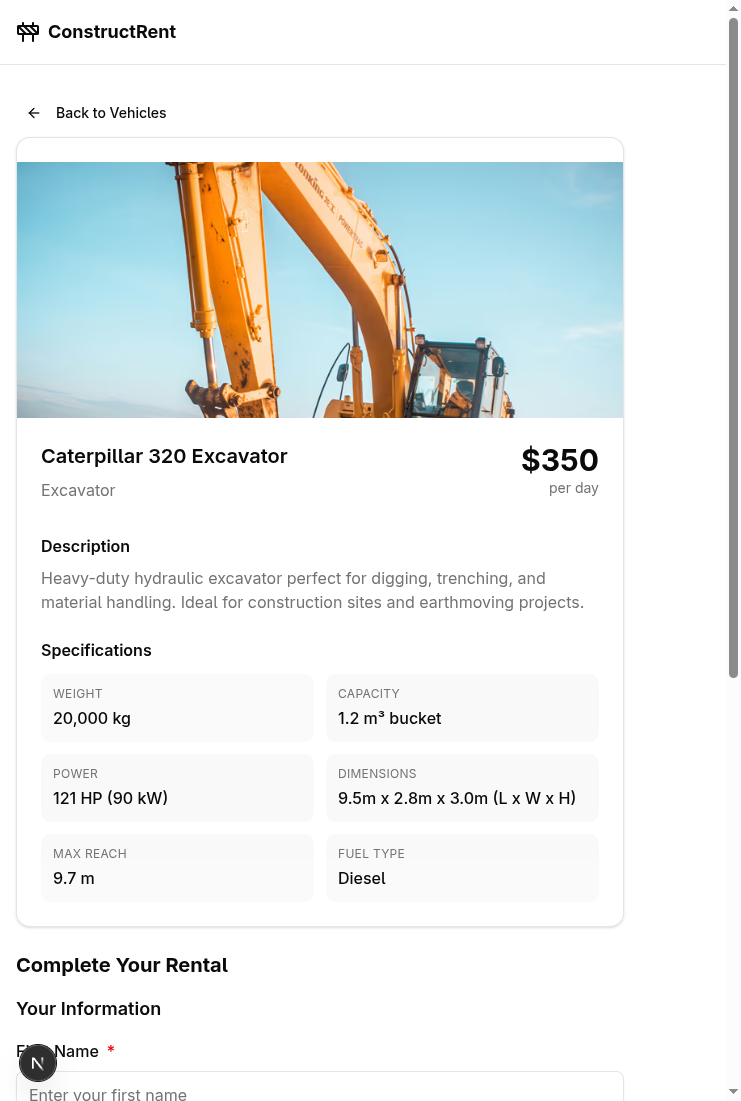 ConstructRent
Back to Vehicles
POWERTRAC
Caterpillar 320 Excavator
$350
Excavator
per day
Description
Heavy-duty hydraulic excavator perfect for digging, trenching, and
material handling. Ideal for construction sites and earthmoving projects.
Specifications
WEIGHT
20,000 kg
CAPACITY
1.2 m³ bucket
POWER
121 HP (90 kW)
DIMENSIONS
9.5m x 2.8m x 3.0m (L x W x H)
MAX REACH
9.7 m
FUEL TYPE
Diesel
Complete Your Rental
Your Information
Name *
N
Enter your first name